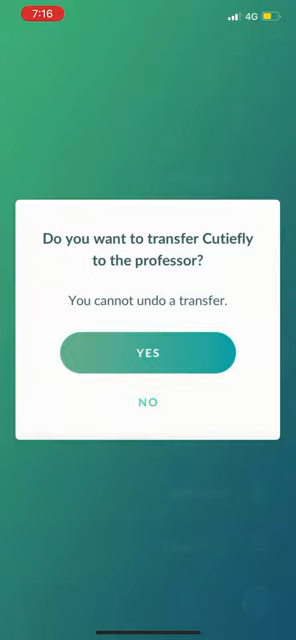 7:16
4G
Do you want to transfer Cutiefly
to the professor?
You cannot undo a transfer.
YES
NO